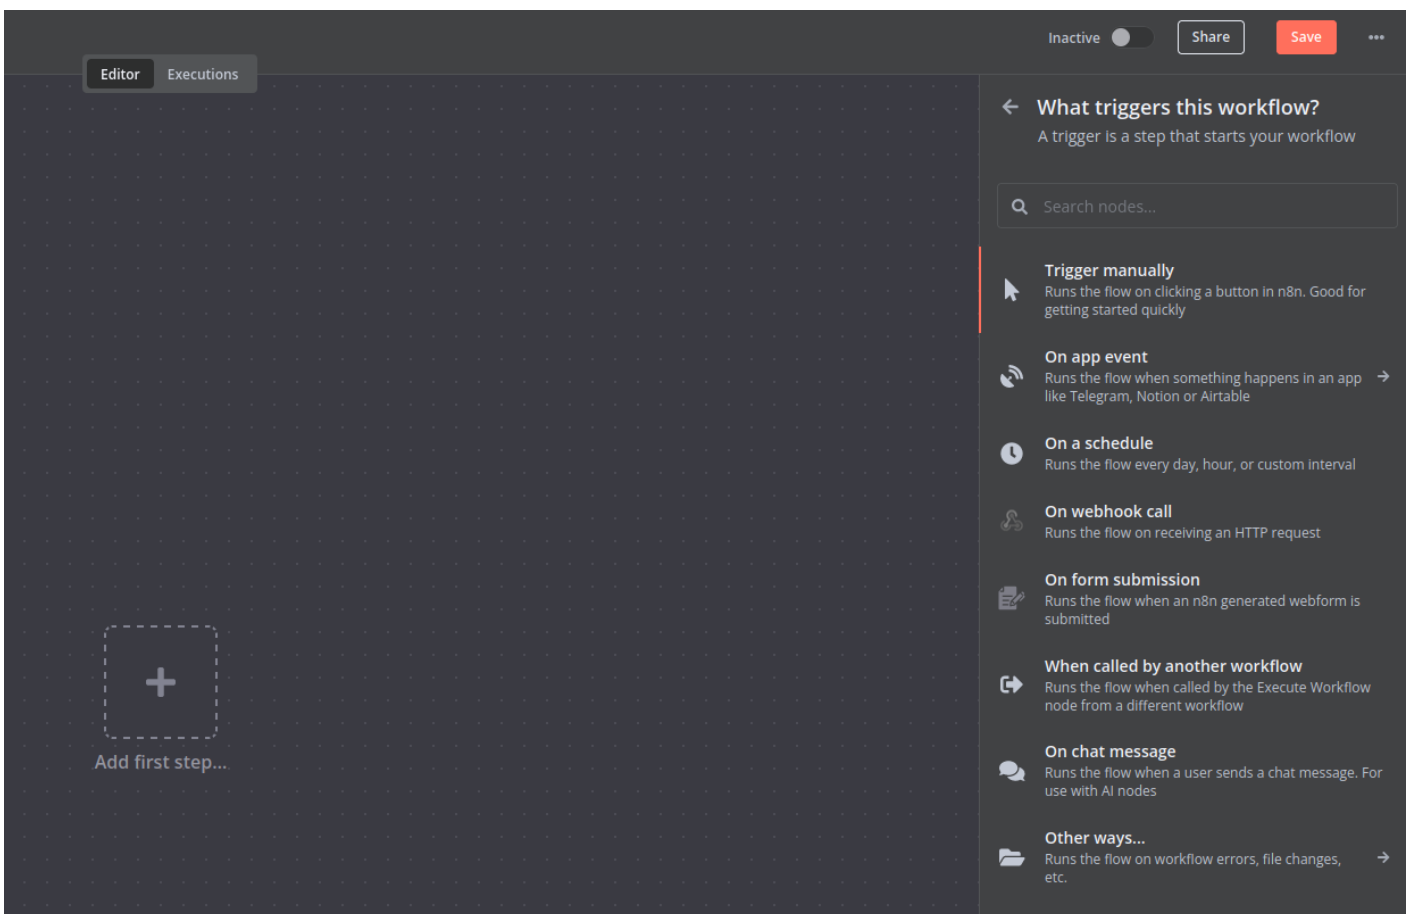 Inactive
Share
Save
Editor
Executions
What triggers this workflow?
A trigger is a step that starts your workflow
Search nodes...
Trigger manually
Runs the flow on clicking a button in n8n. Good for
getting started quickly
On app event
Runs the flow when something happens in an app
like Telegram, Notion or Airtable
On a schedule
Runs the flow every day, hour, or custom interval
On webhook call
Runs the flow on receiving an HTTP request
On form submission
Runs the flow when an n8n generated webform is
submitted
When called by another workflow
Runs the flow when called by the Execute Workflow
node from a different workflow
On chat message
Runs the flow when a user sends a chat message. For
use with AI nodes
Other ways...
Runs the flow on workflow errors, file changes,
etc.
Add first step...